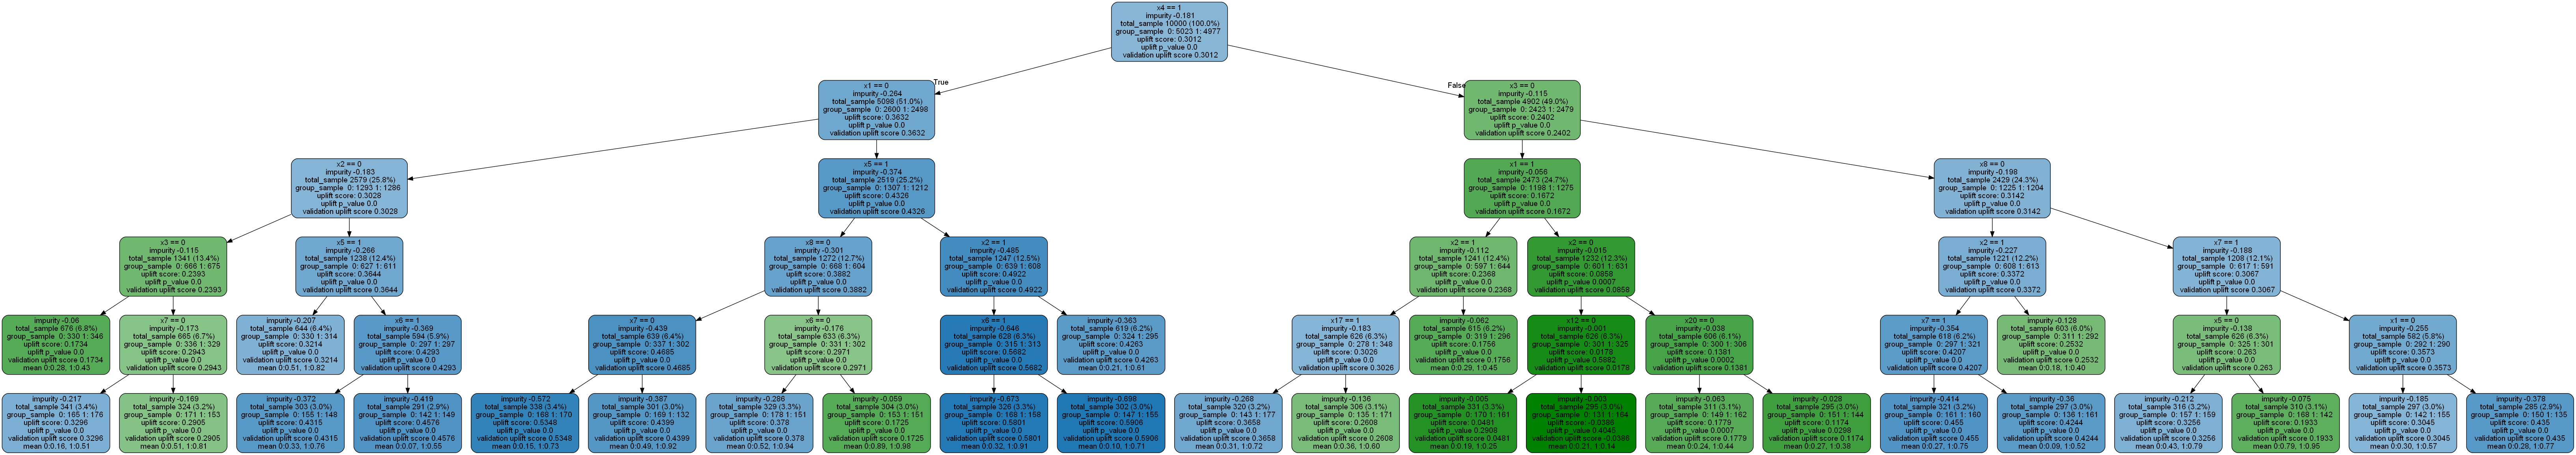 x4 == 1
impurity -0.181
total_sample 10000 (100.0%)
group_sample 0: 5023 1: 4977
uplift score: 0.3012
uplift p_value 0.0
validation uplift score 0.3012
True
False
x1 == 0
impurity -0.264
total_sample 5098 (51.0%)
group_sample 0: 2600 1: 2498
uplift score: 0.3632
uplift p_value 0.0
validation uplift score 0.3632
x3 == 0
impurity -0.115
total_sample 4902 (49.0%)
group_sample 0: 2423 1: 2479
uplift score: 0.2402
uplift p_value 0.0
validation uplift score 0.2402
x2 == 0
impurity -0.183
total_sample 2579 (25.8%)
group_sample 0: 1293 1: 1286
uplift score: 0.3028
uplift p_value 0.0
validation uplift score 0.3028
x5 == 1
impurity -0.374
total_sample 2519 (25.2%)
group_sample 0: 1307 1: 1212
uplift score: 0.4326
uplift p_value 0.0
validation uplift score 0.4326
x1 == 1
impurity -0.056
total_sample 2473 (24.7%)
group_sample 0: 1198 1: 1275
uplift score: 0.1672
uplift p_value 0.0
validation uplift score 0.1672
x8 == 0
impurity -0.198
total_sample 2429 (24.3%)
group_sample 0: 1225 1: 1204
uplift score: 0.3142
uplift p_value 0.0
validation uplift score 0.3142
x3 == 0
impurity -0.115
total_sample 1341 (13.4%)
group_sample 0: 666 1: 675
uplift score: 0.2393
uplift p_value 0.0
validation uplift score 0.2393
x5 == 1
impurity -0.266
total_sample 1238 (12.4%)
group_sample 0: 627 1: 611
uplift score: 0.3644
uplift p_value 0.0
validation uplift score 0.3644
x8 == 0
impurity -0.301
total_sample 1272 (12.7%)
group_sample 0: 668 1: 604
uplift score: 0.3882
uplift p_value 0.0
validation uplift score 0.3882
x2 == 1
impurity -0.485
total_sample 1247 (12.5%)
group_sample 0: 639 1: 608
uplift score: 0.4922
uplift p_value 0.0
validation uplift score 0.4922
x2 == 1
impurity -0.112
total_sample 1241 (12.4%)
group_sample 0: 597 1: 644
uplift score: 0.2368
uplift p_value 0.0
validation uplift score 0.2368
x2 == 0
impurity -0.015
total_sample 1232 (12.3%)
group_sample 0: 601 1: 631
uplift score: 0.0858
uplift p_value 0.0007
validation uplift score 0.0858
x2 == 1
impurity -0.227
total_sample 1221 (12.2%)
group_sample 0: 608 1: 613
uplift score: 0.3372
uplift p_value 0.0
validation uplift score 0.3372
x7 == 1
impurity -0.188
total_sample 1208 (12.1%)
group_sample 0: 617 1: 591
uplift score: 0.3067
uplift p_value 0.0
validation uplift score 0.3067
impurity -0.06
total_sample 676 (6.8%)
group_sample 0: 330 1: 346
uplift score: 0.1734
uplift p_value 0.0
validation uplift score 0.1734
mean 0:0.28, 1:0.43
x7 == 0
impurity -0.173
total_sample 665 (6.7%)
group_sample 0: 336 1: 329
uplift score: 0.2943
uplift p_value 0.0
validation uplift score 0.2943
impurity -0.207
total_sample 644 (6.4%)
group_sample 0: 330 1: 314
uplift score: 0.3214
uplift p_value 0.0
validation uplift score 0.3214
mean 0:0.51, 1:0.82
x6 == 1
impurity -0.369
total_sample 594 (5.9%)
group_sample 0: 297 1: 297
uplift score: 0.4293
uplift p_value 0.0
validation uplift score 0.4293
x7 == 0
impurity -0.439
total_sample 639 (6.4%)
group_sample 0: 337 1: 302
uplift score: 0.4685
uplift p_value 0.0
validation uplift score 0.4685
x6 == 0
impurity -0.176
total_sample 633 (6.3%)
group_sample 0: 331 1: 302
uplift score: 0.2971
uplift p_value 0.0
validation uplift score 0.2971
x6 == 1
impurity -0.646
total_sample 628 (6.3%)
group_sample 0: 315 1: 313
uplift score: 0.5682
uplift p_value 0.0
validation uplift score 0.5682
impurity -0.363
total_sample 619 (6.2%)
group_sample 0: 324 1: 295
uplift score: 0.4263
uplift p_value 0.0
validation uplift score 0.4263
mean 0:0.21, 1:0.61
x17 == 1
impurity -0.183
total_sample 626 (6.3%)
group_sample 0: 278 1: 348
uplift score: 0.3026
uplift p_value 0.0
validation uplift score 0.3026
impurity -0.062
total_sample 615 (6.2%)
group_sample 0: 319 1: 296
uplift score: 0.1756
uplift p_value 0.0
validation uplift score 0.1756
mean 0:0.29, 1:0.45
x12 == 0
impurity -0.001
total_sample 626 (6.3%)
group_sample 0: 301 1: 325
uplift score: 0.0178
uplift p_value 0.5882
validation uplift score 0.0178
x20 == 0
impurity -0.038
total_sample 606 (6.1%)
group_sample 0: 300 1: 306
uplift score: 0.1381
uplift p_value 0.0002
validation uplift score 0.1381
x7 == 1
impurity -0.354
total_sample 618 (6.2%)
group_sample 0: 297 1: 321
uplift score: 0.4207
uplift p_value 0.0
validation uplift score 0.4207
impurity -0.128
total_sample 603 (6.0%)
group_sample 0: 311 1: 292
uplift score: 0.2532
uplift p_value 0.0
validation uplift score 0.2532
mean 0:0.18, 1:0.40
x5 == 0
impurity -0.138
total_sample 626 (6.3%)
group_sample 0: 325 1: 301
uplift score: 0.263
uplift p_value 0.0
validation uplift score 0.263
x1 == 0
impurity -0.255
total_sample 582 (5.8%)
group_sample 0: 292 1: 290
uplift score: 0.3573
uplift p_value 0.0
validation uplift score 0.3573
impurity -0.217
total_sample 341 (3.4%)
group_sample 0: 165 1: 176
uplift score: 0.3296
uplift p_value 0.0
validation uplift score 0.3296
mean 0:0.16, 1:0.51
impurity -0.169
total_sample 324 (3.2%)
group_sample 0: 171 1: 153
uplift score: 0.2905
uplift p_value 0.0
validation uplift score 0.2905
mean 0:0.51, 1:0.81
impurity -0.372
total_sample 303 (3.0%)
group_sample 0: 155 1: 148
uplift score: 0.4315
uplift p_value 0.0
validation uplift score 0.4315
mean 0:0.33, 1:0.76
impurity -0.419
total_sample 291 (2.9%)
group_sample 0: 142 1: 149
uplift score: 0.4576
uplift p_value 0.0
validation uplift score 0.4576
mean 0:0.07, 1:0.55
impurity -0.572
total_sample 338 (3.4%)
group_sample 0: 168 1: 170
uplift score: 0.5348
uplift p_value 0.0
validation uplift score 0.5348
mean 0:0.15, 1:0.73
impurity -0.387
total_sample 301 (3.0%)
group_sample 0: 169 1: 132
uplift score: 0.4399
uplift p_value 0.0
validation uplift score 0.4399
mean 0:0.49, 1:0.92
impurity -0.286
total_sample 329 (3.3%)
group_sample 0: 178 1: 151
uplift score: 0.378
uplift p_value 0.0
validation uplift score 0.378
mean 0:0.52, 1:0.94
impurity -0.059
total_sample 304 (3.0%)
group_sample 0: 153 1: 151
uplift score: 0.1725
uplift p_value 0.0
validation uplift score 0.1725
mean 0:0.89, 1:0.98
impurity -0.673
total_sample 326 (3.3%)
group_sample 0: 168 1: 158
uplift score: 0.5801
uplift p_value 0.0
validation uplift score 0.5801
mean 0:0.32, 1:0.91
impurity -0.698
total_sample 302 (3.0%)
group_sample 0: 147 1: 155
uplift score: 0.5906
uplift p_value 0.0
validation uplift score 0.5906
mean 0:0.10, 1:0.71
impurity -0.268
total_sample 320 (3.2%)
group_sample 0: 143 1: 177
uplift score: 0.3658
uplift p_value 0.0
validation uplift score 0.3658
mean 0:0.31, 1:0.72
impurity -0.136
total_sample 306 (3.1%)
group_sample 0: 135 1: 171
uplift score: 0.2608
uplift p_value 0.0
validation uplift score 0.2608
mean 0:0.36, 1:0.60
impurity -0.005
total_sample 331 (3.3%)
group_sample 0: 170 1: 161
uplift score: 0.0481
uplift p_value 0.2908
validation uplift score 0.0481
mean 0:0.19, 1:0.25
impurity -0.003
total_sample 295 (3.0%)
group_sample 0: 131 1: 164
uplift score: -0.0386
uplift p_value 0.4045
validation uplift score -0.0386
mean 0:0.21, 1:0.14
impurity -0.063
total_sample 311 (3.1%)
group_sample 0: 149 1: 162
uplift score: 0.1779
uplift p_value 0.0007
validation uplift score 0.1779
mean 0:0.24, 1:0.44
impurity -0.028
total_sample 295 (3.0%)
group_sample 0: 151 1: 144
uplift score: 0.1174
uplift p_value 0.0298
validation uplift score 0.1174
mean 0:0.27, 1:0.38
impurity -0.414
total_sample 321 (3.2%)
group_sample 0: 161 1: 160
uplift score: 0.455
uplift p_value 0.0
validation uplift score 0.455
mean 0:0.27, 1:0.75
impurity -0.36
total_sample 297 (3.0%)
group_sample 0: 136 1: 161
uplift score: 0.4244
uplift p_value 0.0
validation uplift score 0.4244
mean 0:0.09, 1:0.52
impurity -0.212
total_sample 316 (3.2%)
group_sample 0: 157 1: 159
uplift score: 0.3256
uplift p_value 0.0
validation uplift score 0.3256
mean 0:0.43, 1:0.79
impurity -0.075
total_sample 310 (3.1%)
group_sample 0: 168 1: 142
uplift score: 0.1933
uplift p_value 0.0
validation uplift score 0.1933
mean 0:0.79, 1:0.95
impurity -0.185
total_sample 297 (3.0%)
group_sample 0: 142 1: 155
uplift score: 0.3045
uplift p_value 0.0
validation uplift score 0.3045
mean 0:0.30, 1:0.57
impurity -0.378
total_sample 285 (2.9%)
group_sample 0: 150 1: 135
uplift score: 0.435
uplift p_value 0.0
validation uplift score 0.435
mean 0:0.28, 1:0.77